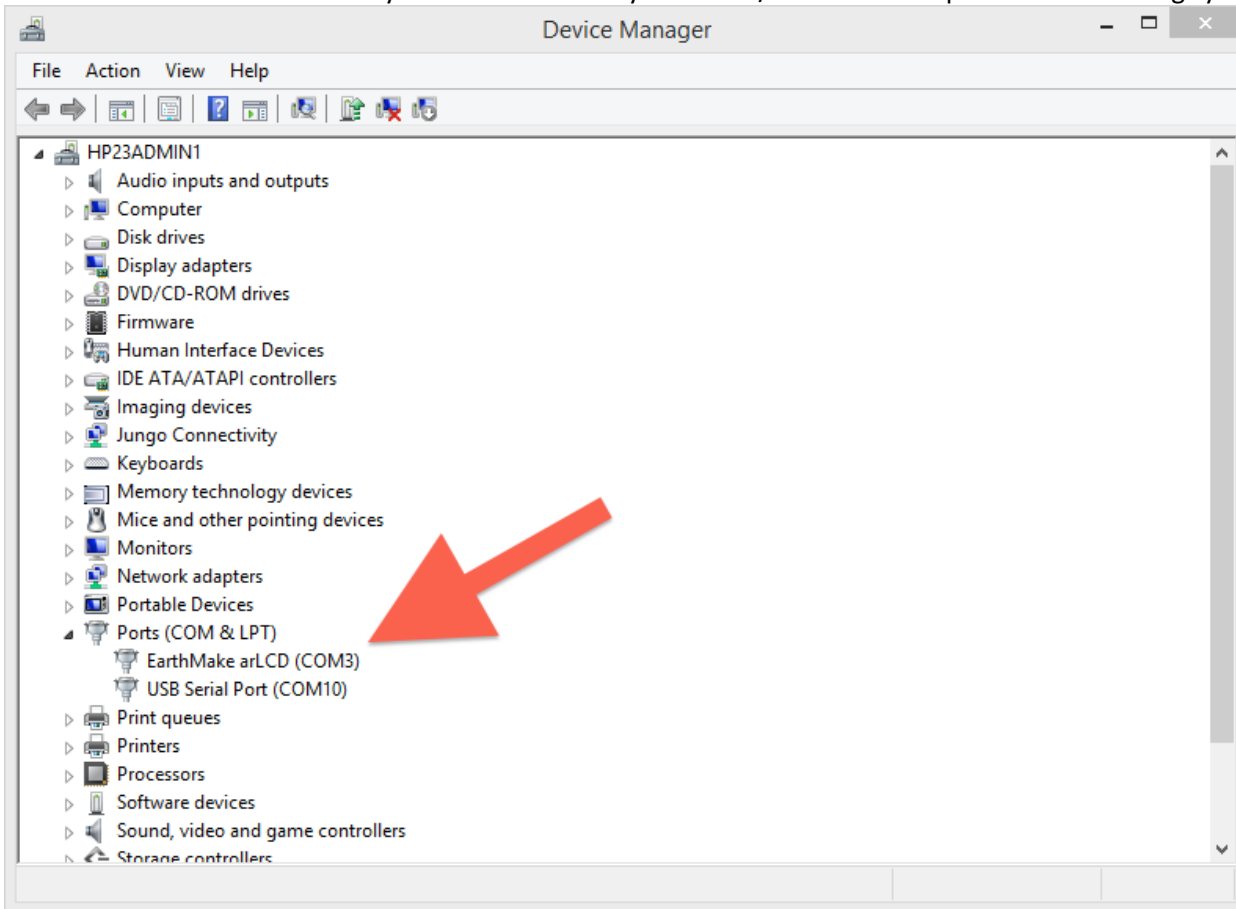 Device Manager
File Action View Help
HP23ADMIN1
Audio inputs and outputs
Computer
Disk drives
Display adapters
DVD/CD-ROM drives
Firmware
Human Interface Devices
IDE ATA/ATAPI controllers
Imaging devices
Jungo Connectivity
Keyboards
Memory technology devices
Mice and other pointing devices
Monitors
Network adapters
Portable Devices
Ports (COM & LPT)
EarthMake arLCD (COM3)
USB Serial Port (COM10)
Print queues
Printers
Processors
Software devices
Sound, video and game controllers
Storage controllers